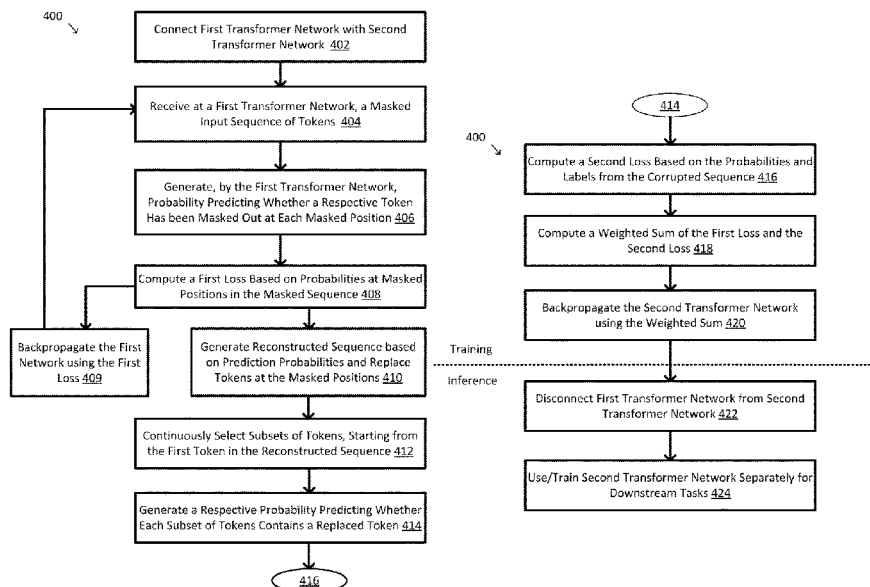 400
Connect First Transformer Network with Second
Transformer Network 402
Receive at a First Transformer Network, a Masked
Input Sequence of Tokens 404
Generate, by the First Transformer Network,
Probability Predicting Whether a Respective Token
Has been Masked Out at Each Masked Position 406
Compute a First Loss Based on Probabilities at Masked
Positions in the Masked Sequence 408
Backpropagate the First
Network using the First
Loss 409
Generate Reconstructed Sequence based
on Prediction Probabilities and Replace
Tokens at the Masked Positions 410
Continuously Select Subsets of Tokens, Starting from
the First Token in the Reconstructed Sequence 412
Generate a Respective Probability Predicting Whether
Each Subset of Tokens Contains a Replaced Token 414
416
414
400
Compute a Second Loss Based on the Probabilities and
Labels from the Corrupted Sequence 416
Compute a Weighted Sum of the First Loss and the
Second Loss 418
Backpropagate the Second Transformer Network
using the Weighted Sum 420
Training
Inference
Disconnect First Transformer Network from Second
Transformer Network 422
Use/Train Second Transformer Network Separately for
Downstream Tasks 424